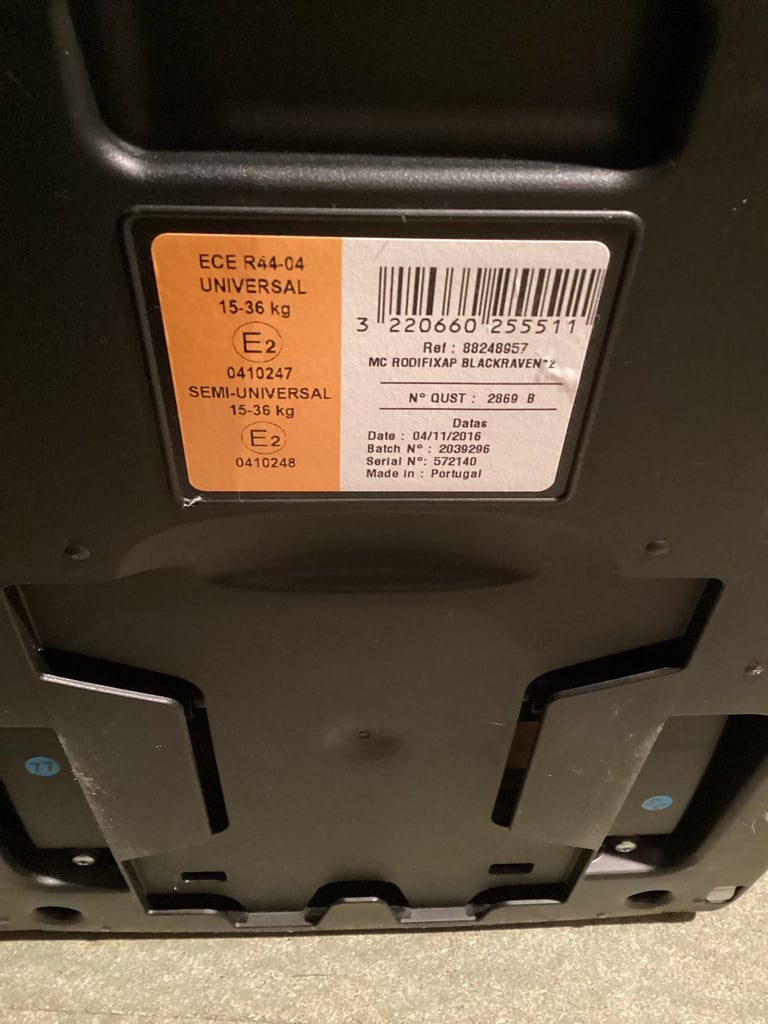 ECE R44-04
UNIVERSAL
15-36 kg
E2
0410247
SEMI-UNIVERSAL
15-36 kg
E2
0410248
3 220660 255511
Ref : 88248957
MC RODIFIXAP BLACKRAVEN*2
N° QUST : 2869 B
Datas
Date : 04/11/2016
Batch N° : 2039296
Serial N°: 572140
Made in : Portugal